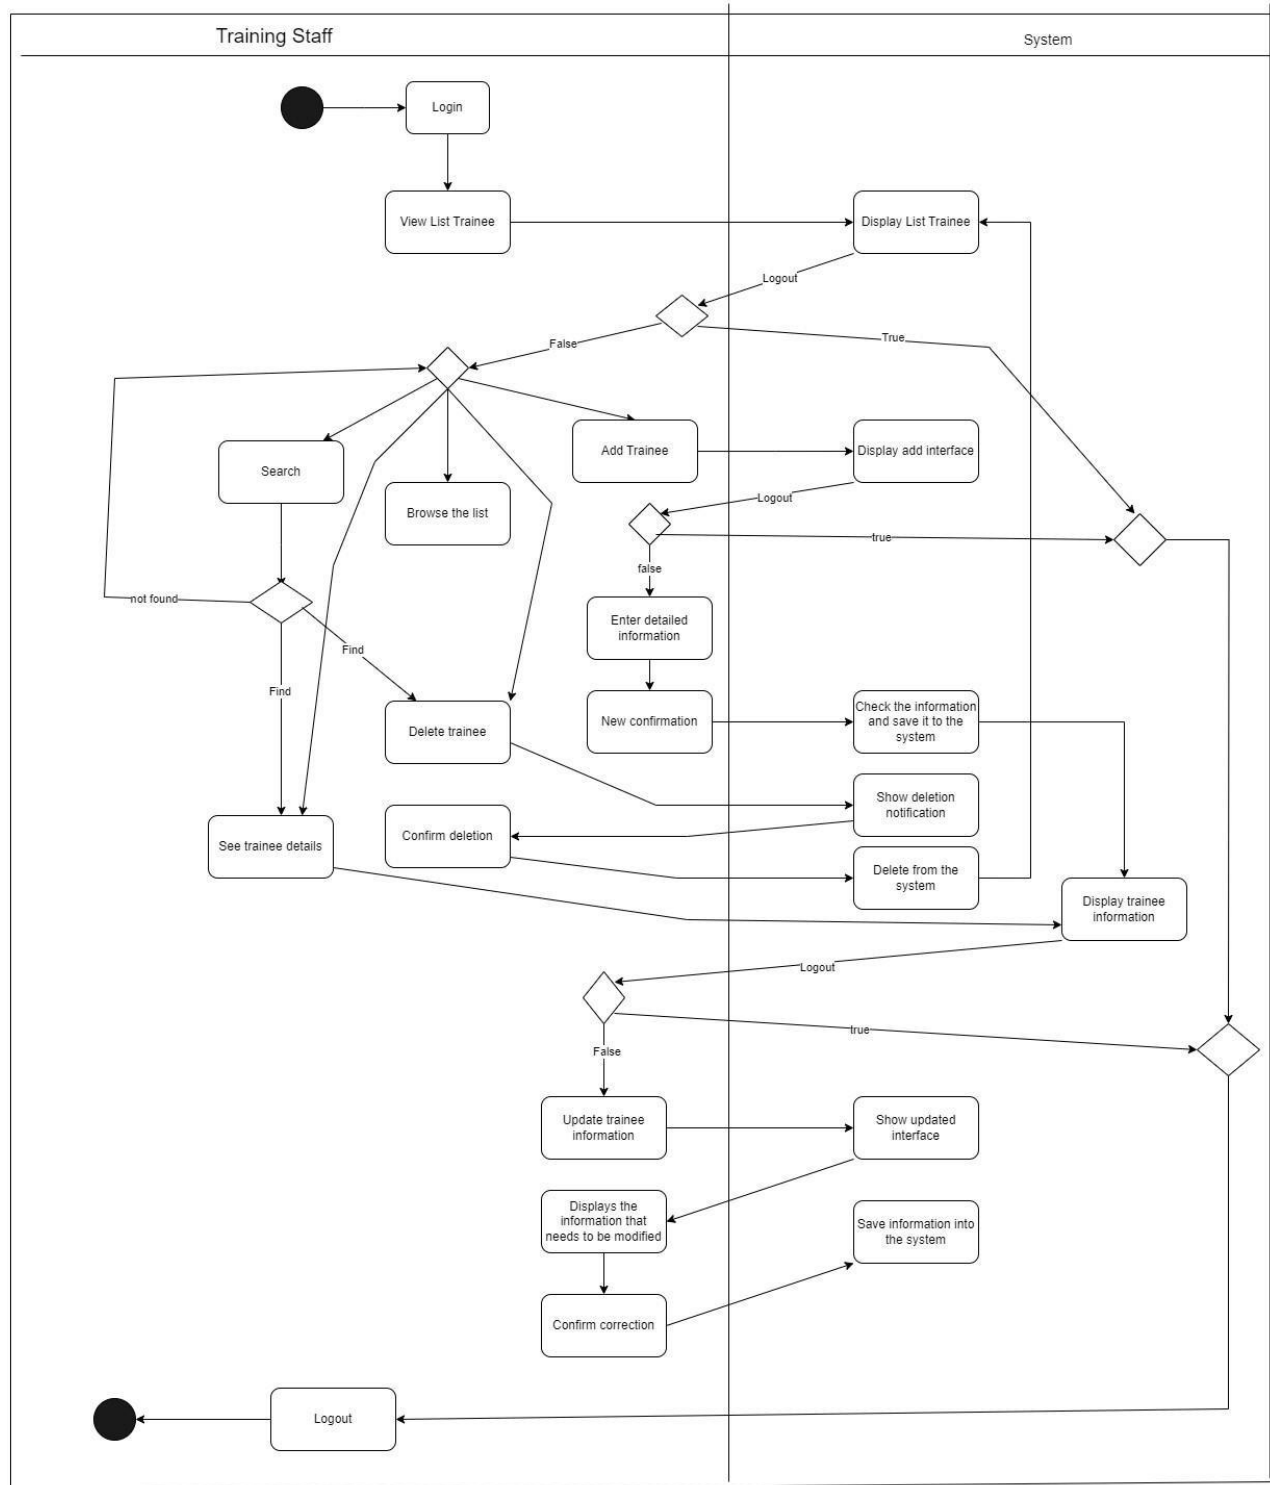 Training Staff
System
Login
View List Trainee
Display List Trainee
Logout
True
False
Add Trainee
Display add interface
Search
Logout
Browse the list
true
false
not found
Enter detailed
information
Find
Find
New confirmation
Check the information
and save it to the
system
Delete trainee
Show deletion
notification
Confirm deletion
See trainee details
Delete from the
system
Display trainee
information
Logout
true
False
Update trainee
information
Show updated
interface
Displays the
information that
needs to be modified
Save information into
the system
Confirm correction
Logout